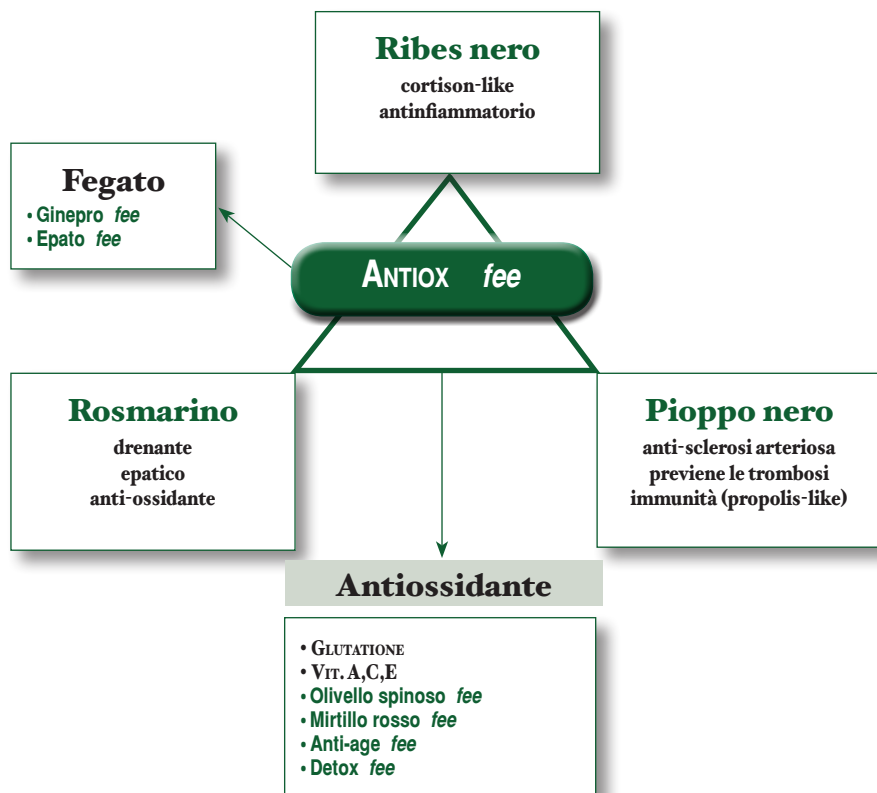 Ribes nero
cortison-like
antinfiammatorio
Fegato
• Ginepro fee
• Epato fee
ANTIOX fee
Rosmarino
drenante
epatico
anti-ossidante
Pioppo nero
anti-sclerosi arteriosa
previene le trombosi
immunità (propolis-like)
Antiossidante
• GLUTATIONE
• VIT. A,C,E
• Olivello spinoso fee
• Mirtillo rosso fee
• Anti-age fee
• Detox fee